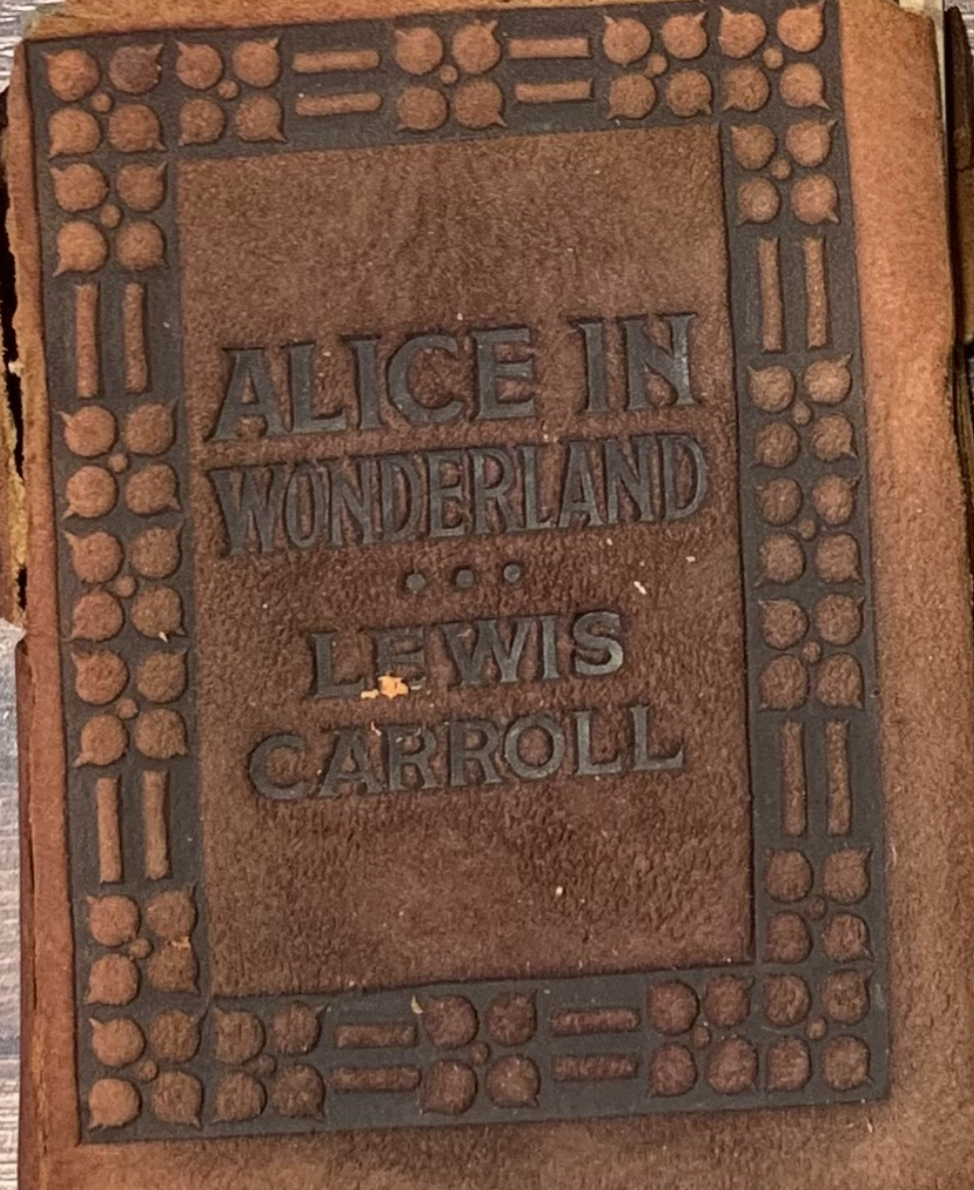 ALICE IN
WONDERLAND
• • •
LEWIS
CARROLL